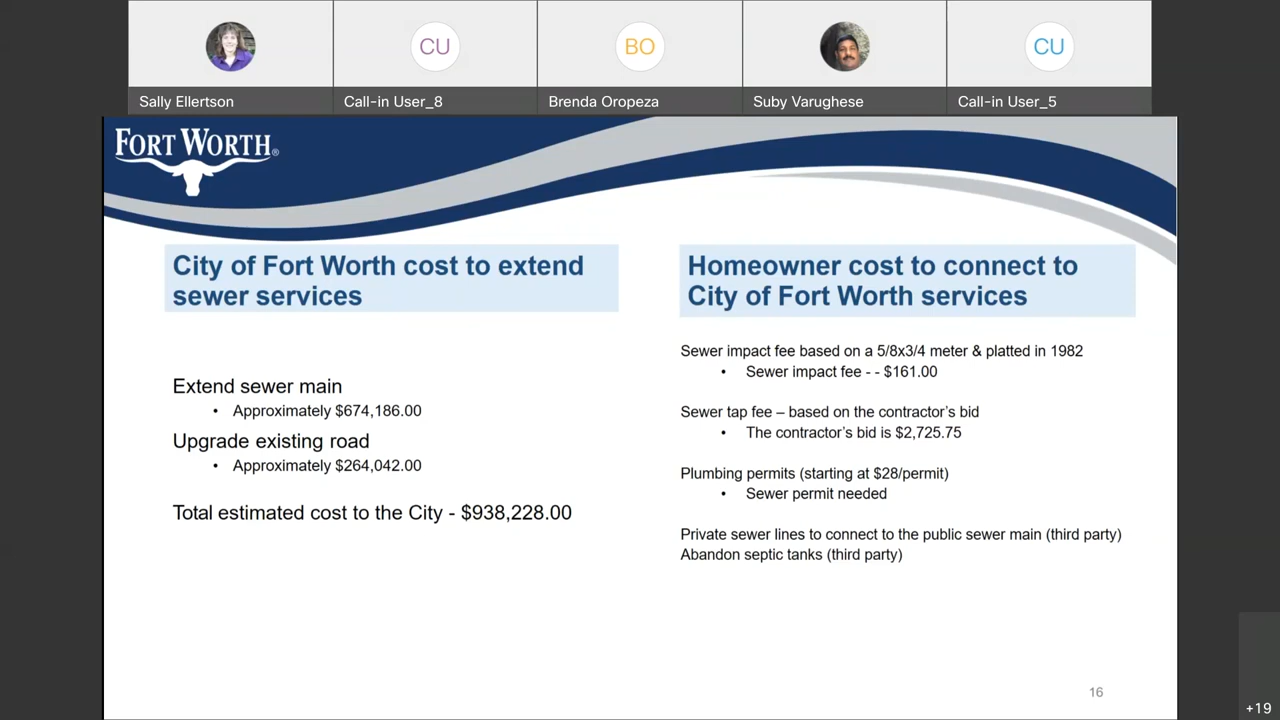 CU
BO
CU
Sally Ellertson
Call-in User_8
Brenda Oropeza
Suby Varughese
Call-in User_5
FORT WORTH®
City of Fort Worth cost to extend
sewer services
Extend sewer main
• Approximately $674,186.00
Upgrade existing road
• Approximately $264,042.00
Total estimated cost to the City - $938,228.00
Homeowner cost to connect to
City of Fort Worth services
Sewer impact fee based on a 5/8x3/4 meter & platted in 1982
• Sewer impact fee - - $161.00
Sewer tap fee – based on the contractor's bid
• The contractor's bid is $2,725.75
Plumbing permits (starting at $28/permit)
• Sewer permit needed
Private sewer lines to connect to the public sewer main (third party)
Abandon septic tanks (third party)
16
+19